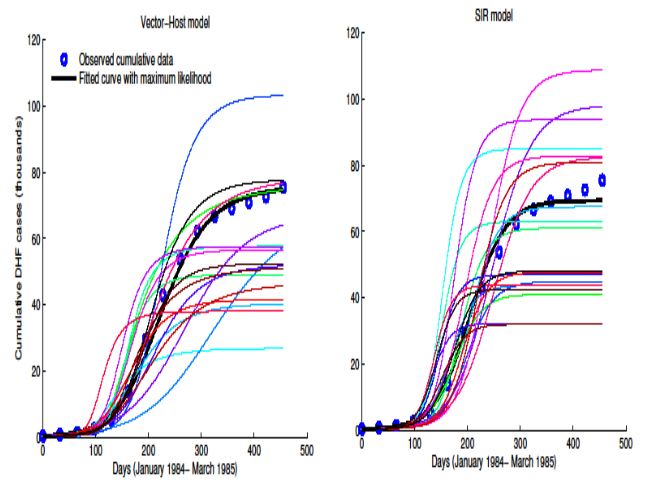 Vector-Host model
Observed cumulative data
Fitted curve with maximum likelihood
Cumulative DHF cases (thousands)
120
100
80
60
40
20
0
0 100 200 300 400 500
Days (January 1984- March 1985)
SIR model
120
100
80
60
40
20
0 100 200 300 400 500
Days (January 1984- March 1985)